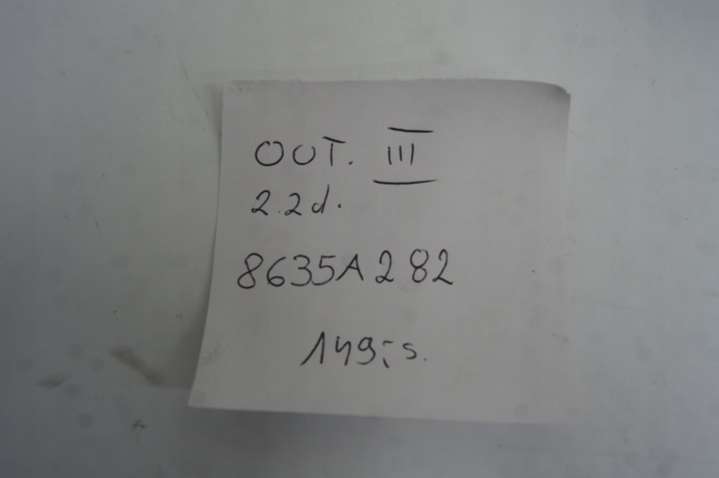 OUT. III
2.2d.
8635A282
149,- s.